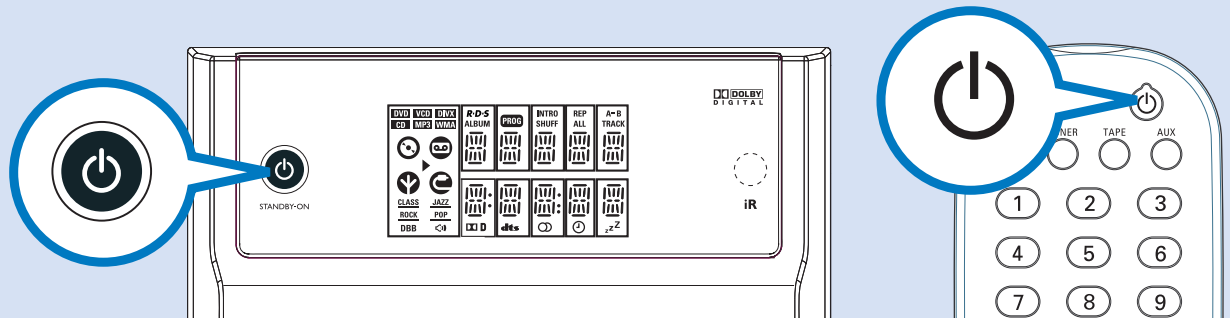 DVD VCD DIVX
CD MP3 WMA
R·D·S
ALBUM
PROG
INTRO
SHUFF
REP
ALL
A-B
TRACK
CLASS JAZZ
ROCK POP
DBB
D
dts
zzZ
STANDBY-ON
DOLBY
DIGITAL
iR
TAPE AUX
1 2 3
4 5 6
7 8 9